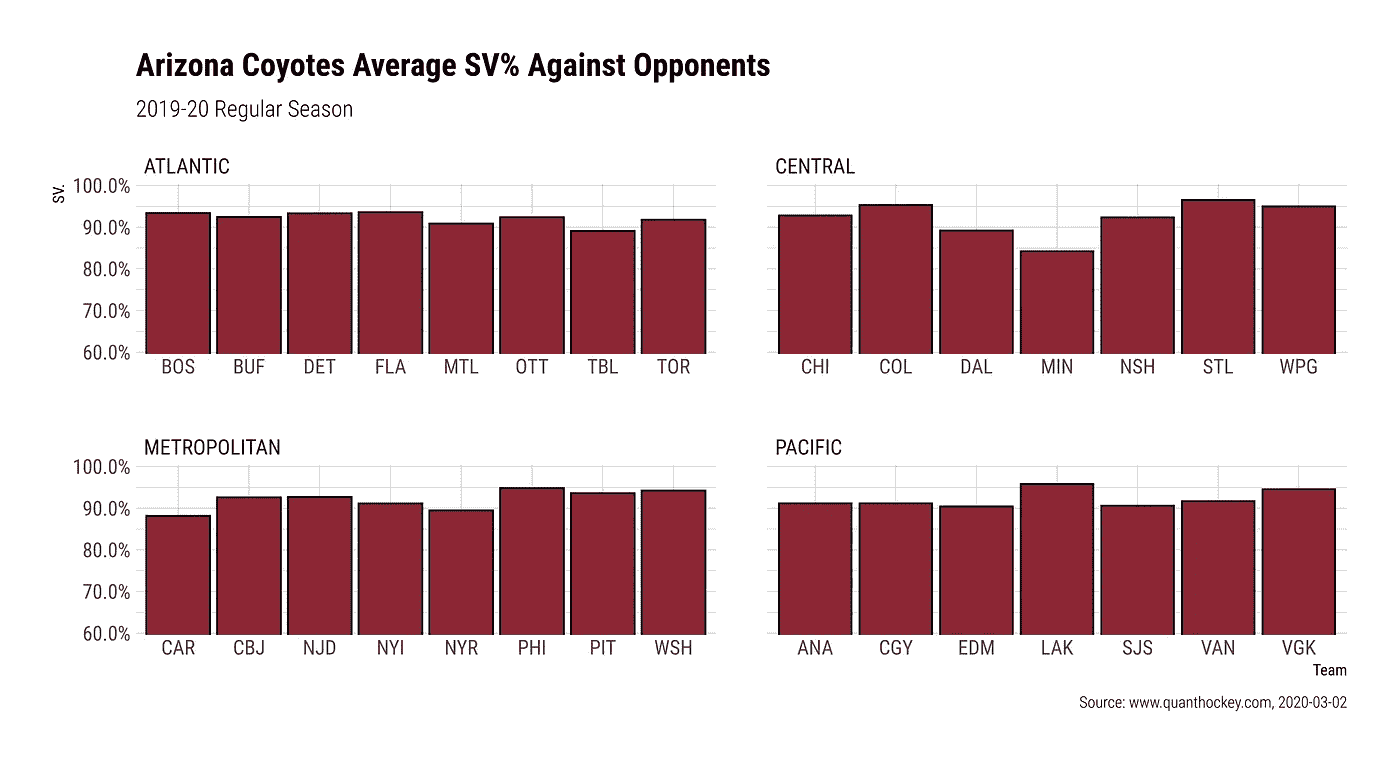 Arizona Coyotes Average SV% Against Opponents
2019-20 Regular Season
ATLANTIC
SV.
100.0%
90.0%
80.0%
70.0%
60.0%
BOS BUF DET FLA MTL OTT TBL TOR
CENTRAL
CHI COL DAL MIN NSH STL WPG
METROPOLITAN
100.0%
90.0%
80.0%
70.0%
60.0%
CAR CBJ NJD NYI NYR PHI PIT WSH
PACIFIC
ANA CGY EDM LAK SJS VAN VGK
Team
Source: www.quanthockey.com, 2020-03-02